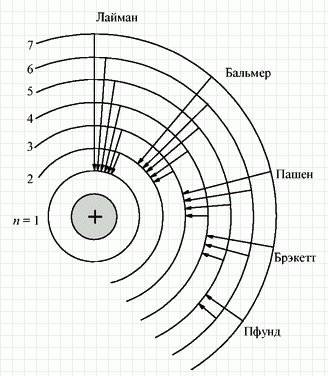 Лайман
7
6
Бальмер
5
4
3
Пашен
2
n = 1
+
Брэкетт
Пфунд